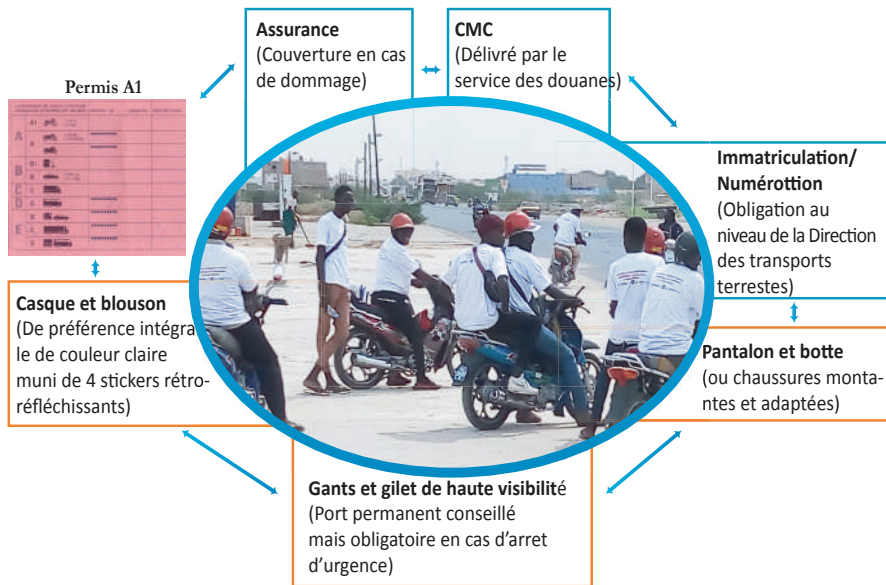 Assurance
(Couverture en cas
de dommage)
CMC
(Délivré par le
service des douanes)
Permis A1
A1
A
A
B1
B
B
C
D
E
Immatriculation/
Numérottion
(Obligation au
niveau de la Direction
des transports
terrestes)
Casque et blouson
(De préférence intégra
le de couleur claire
muni de 4 stickers rétro-
réfléchissants)
Pantalon et botte
(ou chaussures monta-
ntes et adaptées)
Gants et gilet de haute visibilité
(Port permanent conseillé
mais obligatoire en cas d'arret
d'urgence)